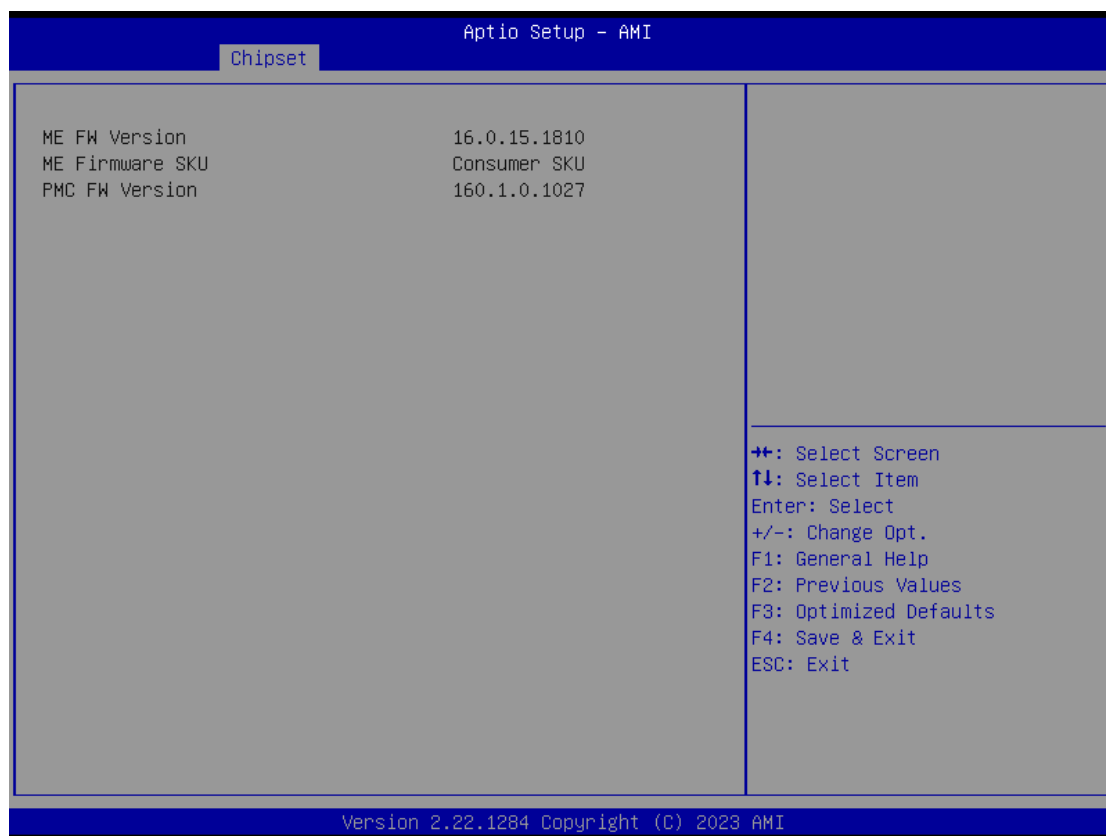 Aptio Setup - AMI
Chipset
ME FW Version 16.0.15.1810
ME Firmware SKU Consumer SKU
PMC FW Version 160.1.0.1027
→←: Select Screen
↑↓: Select Item
Enter: Select
+/-: Change Opt.
F1: General Help
F2: Previous Values
F3: Optimized Defaults
F4: Save & Exit
ESC: Exit
Version 2.22.1284 Copyright (C) 2023 AMI